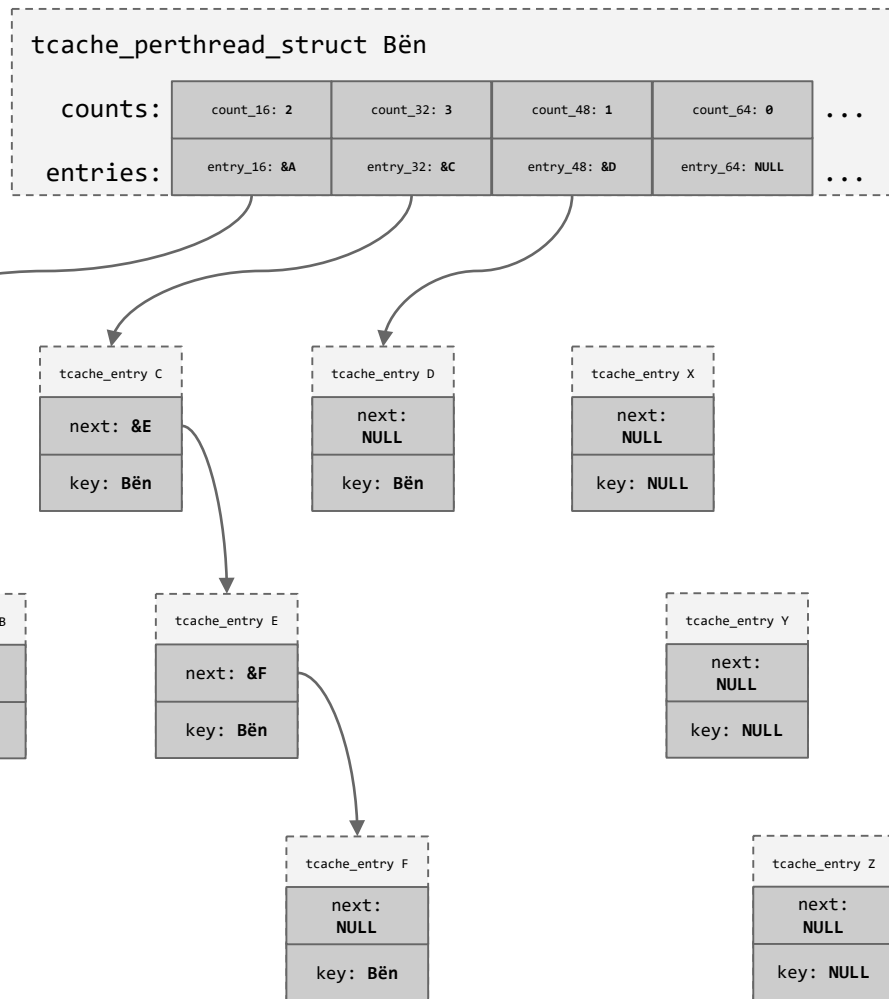 tcache_perthread_struct Bën
counts: count_16: 2 count_32: 3 count_48: 1 count_64: 0 ...
entries: entry_16: &A entry_32: &C entry_48: &D entry_64: NULL ...
tcache_entry C
next: &E
key: Bën
tcache_entry D
next:
NULL
key: Bën
tcache_entry X
next:
NULL
key: NULL
B
tcache_entry E
next: &F
key: Bën
tcache_entry Y
next:
NULL
key: NULL
tcache_entry F
next:
NULL
key: Bën
tcache_entry Z
next:
NULL
key: NULL